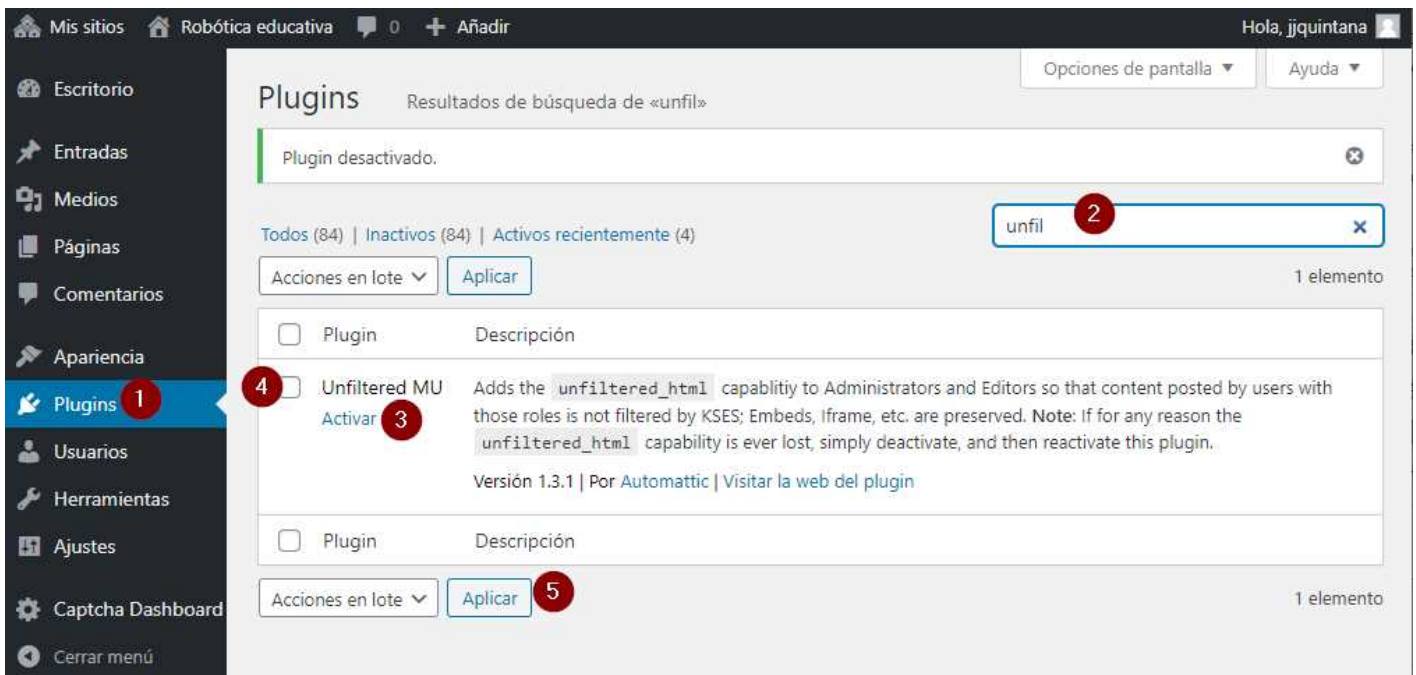 Mis sitios Robótica educativa 0 + Añadir Hola, jjquintana
Opciones de pantalla ▼ Ayuda ▼
Escritorio
Entradas
Medios
Páginas
Comentarios
Apariencia
Plugins 1
Usuarios
Herramientas
Ajustes
Captcha Dashboard
Cerrar menú
Plugins Resultados de búsqueda de «unfil»
Plugin desactivado.
unfil 2
Todos (84) | Inactivos (84) | Activos recientemente (4)
Acciones en lote Aplicar 1 elemento
Plugin Descripción
4 Unfiltered MU
Activar 3
Adds the unfiltered_html capablitiy to Administrators and Editors so that content posted by users with
those roles is not filtered by KSES; Embeds, Iframe, etc. are preserved. Note: If for any reason the
unfiltered_html capability is ever lost, simply deactivate, and then reactivate this plugin.
Versión 1.3.1 | Por Automattic | Visitar la web del plugin
Plugin Descripción
Acciones en lote Aplicar 5 1 elemento